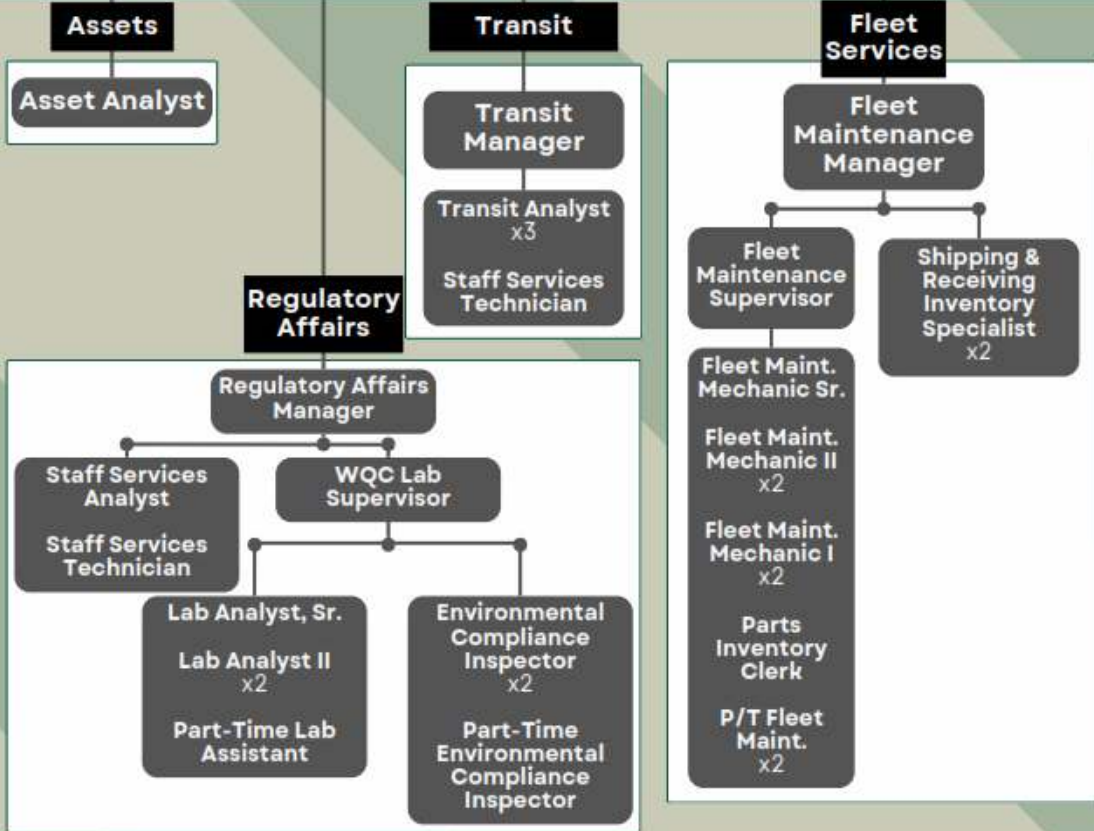 Assets
Asset Analyst
Transit
Transit
Manager
Transit Analyst
x3
Staff Services
Technician
Fleet
Services
Fleet
Maintenance
Manager
Fleet
Maintenance
Supervisor
Shipping &
Receiving
Inventory
Specialist
x2
Fleet Maint.
Mechanic Sr.
Fleet Maint.
Mechanic II
x2
Fleet Maint.
Mechanic I
x2
Parts
Inventory
Clerk
P/T Fleet
Maint.
x2
Regulatory
Affairs
Regulatory Affairs
Manager
Staff Services
Analyst
Staff Services
Technician
WQC Lab
Supervisor
Lab Analyst, Sr.
Lab Analyst II
x2
Part-Time Lab
Assistant
Environmental
Compliance
Inspector
x2
Part-Time
Environmental
Compliance
Inspector